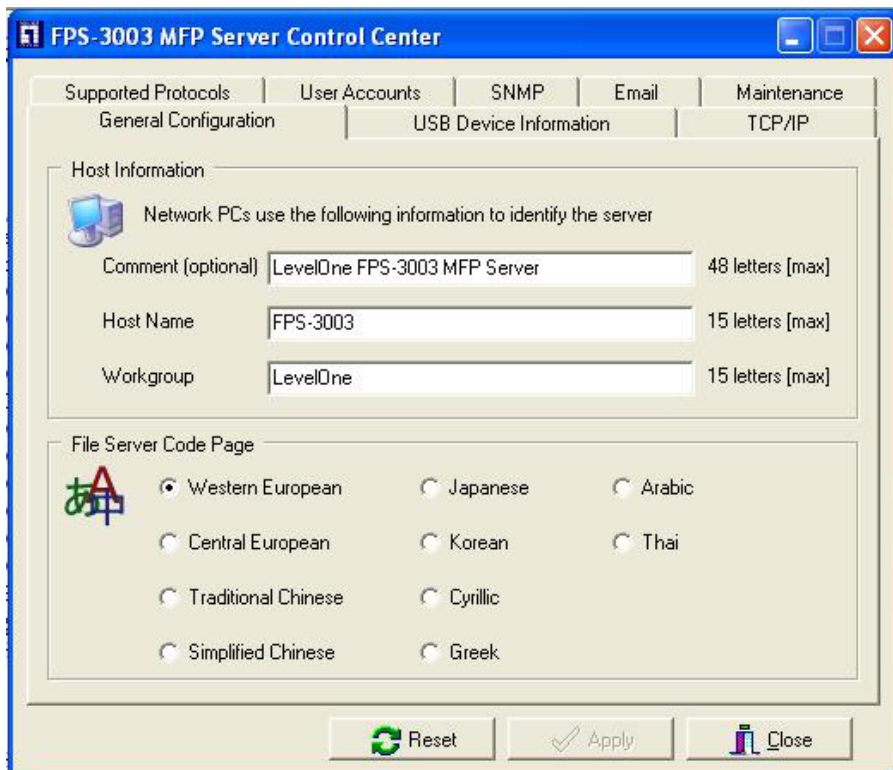 FPS-3003 MFP Server Control Center
Supported Protocols User Accounts SNMP Email Maintenance
General Configuration USB Device Information TCP/IP
Host Information
Network PCs use the following information to identify the server
Comment (optional) LevelOne FPS-3003 MFP Server 48 letters [max]
Host Name FPS-3003 15 letters [max]
Workgroup LevelOne 15 letters [max]
File Server Code Page
あA中
Western European Japanese Arabic
Central European Korean Thai
Traditional Chinese Cyrillic
Simplified Chinese Greek
Reset Apply Close